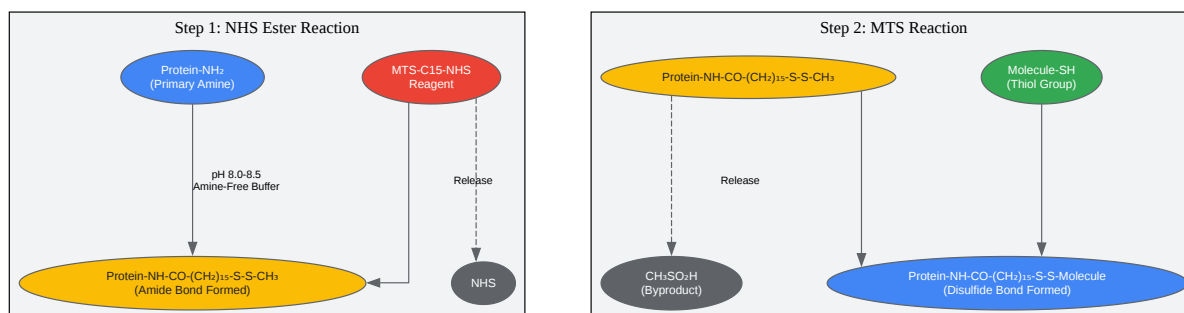 Step 1: NHS Ester Reaction
Protein-NH₂
(Primary Amine)
MTS-C15-NHS
Reagent
pH 8.0-8.5
Amine-Free Buffer
Release
Protein-NH-CO-(CH₂)₁₅-S-S-CH₃
(Amide Bond Formed)
NHS
Step 2: MTS Reaction
Protein-NH-CO-(CH₂)₁₅-S-S-CH₃
Molecule-SH
(Thiol Group)
Release
CH₃SO₂H
(Byproduct)
Protein-NH-CO-(CH₂)₁₅-S-S-Molecule
(Disulfide Bond Formed)